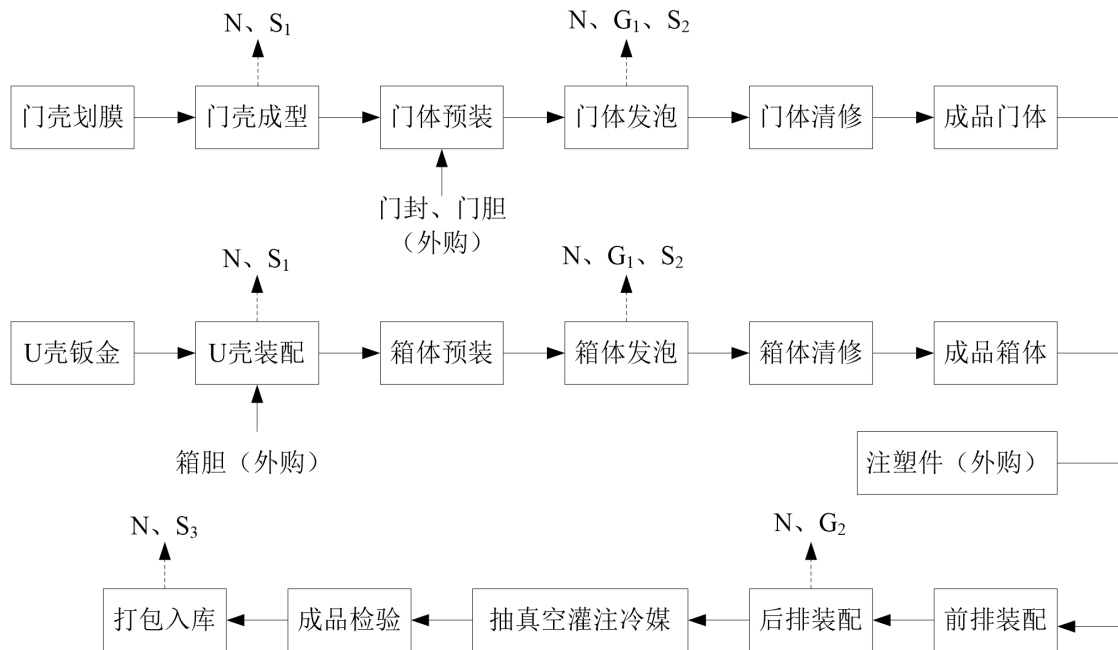 N、S₁
N、G₁、S₂
门壳划膜
门壳成型
门体预装
门体发泡
门体清修
成品门体
门封、门胆
（外购）
N、S₁
N、G₁、S₂
U壳钣金
U壳装配
箱体预装
箱体发泡
箱体清修
成品箱体
箱胆（外购）
注塑件（外购）
N、S₃
N、G₂
打包入库
成品检验
抽真空灌注冷媒
后排装配
前排装配